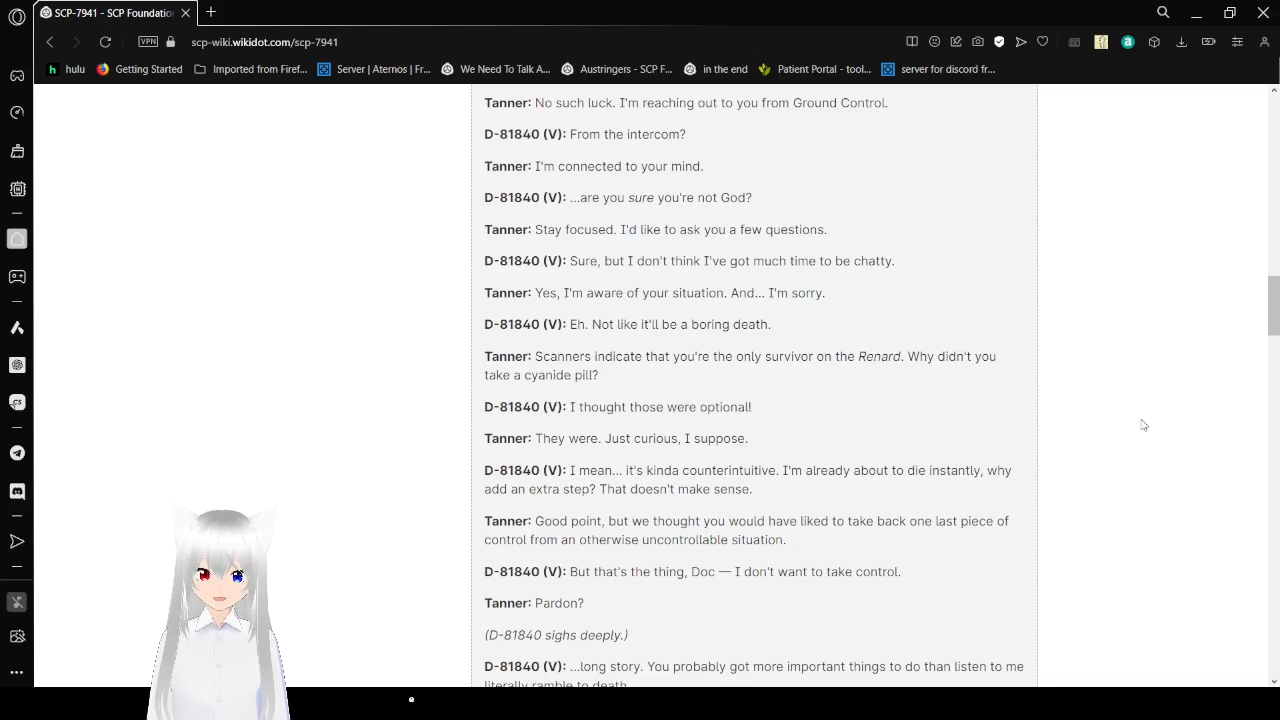 SCP-7941 - SCP Foundatio
scp-wiki.wikidot.com/scp-7941
VPN
hulu
Getting Started
Imported from Firef...
Server | Aternos | Fr...
We Need To Talk A...
Austringers - SCP F...
in the end
Patient Portal - tool...
server for discord fr...
Tanner: No such luck. I'm reaching out to you from Ground Control.
D-81840 (V): From the intercom?
Tanner: I'm connected to your mind.
D-81840 (V): ...are you sure you're not God?
Tanner: Stay focused. I'd like to ask you a few questions.
D-81840 (V): Sure, but I don't think I've got much time to be chatty.
Tanner: Yes, I'm aware of your situation. And... I'm sorry.
D-81840 (V): Eh. Not like it'll be a boring death.
Tanner: Scanners indicate that you're the only survivor on the Renard. Why didn't you
take a cyanide pill?
D-81840 (V): I thought those were optional!
Tanner: They were. Just curious, I suppose.
D-81840 (V): I mean... it's kinda counterintuitive. I'm already about to die instantly, why
add an extra step? That doesn't make sense.
Tanner: Good point, but we thought you would have liked to take back one last piece of
control from an otherwise uncontrollable situation.
D-81840 (V): But that's the thing, Doc — I don't want to take control.
Tanner: Pardon?
(D-81840 sighs deeply.)
D-81840 (V): ...long story. You probably got more important things to do than listen to me
literally ramble to death.